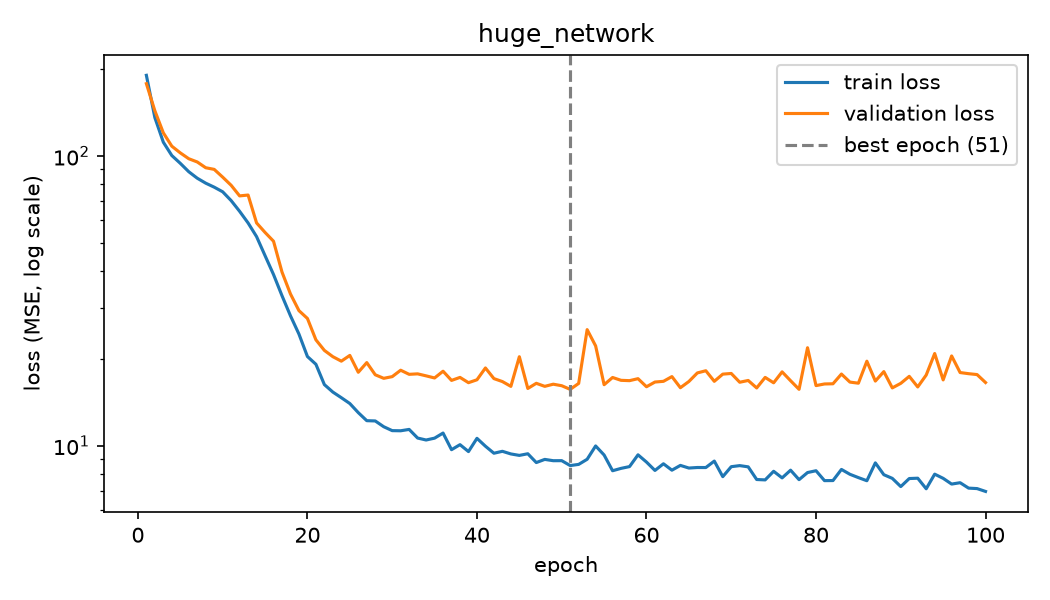 huge_network
train loss
validation loss
best epoch (51)
loss (MSE, log scale)
10²
10¹
0 20 40 60 80 100
epoch